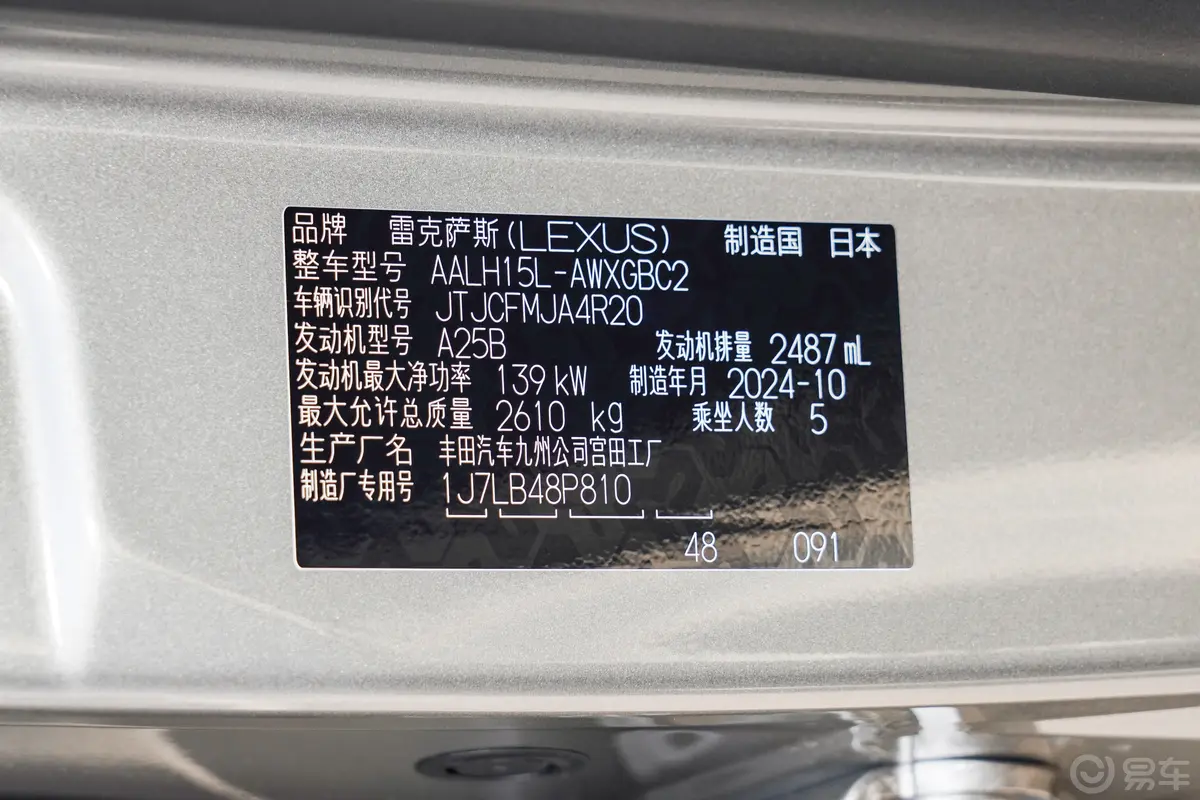 品牌 雷克萨斯(LEXUS) 制造国 日本
整车型号 AALH15L-AWXGBC2
车辆识别代号 JTJCFMJA4R20
发动机型号 A25B 发动机排量 2487 mL
发动机最大净功率 139 kW 制造年月 2024-10
最大允许总质量 2610 kg 乘坐人数 5
生产厂名 丰田汽车九州公司宫田工厂
制造厂专用号 1J7LB48P810
48 091
易车